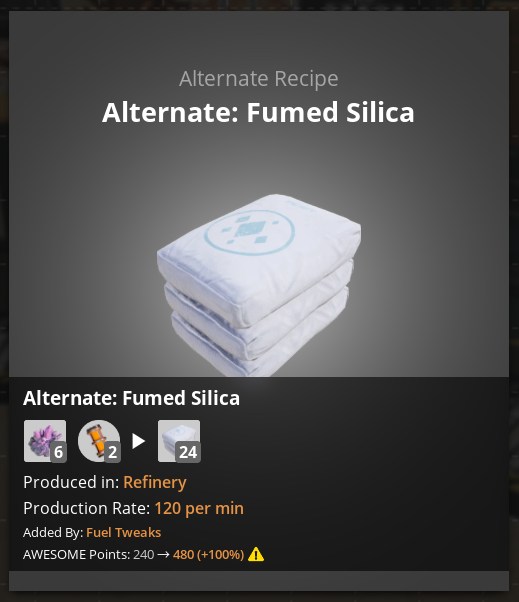 Alternate Recipe
Alternate: Fumed Silica
Alternate: Fumed Silica
6 2 24
Produced in: Refinery
Production Rate: 120 per min
Added By: Fuel Tweaks
AWESOME Points: 240 → 480 (+100%)